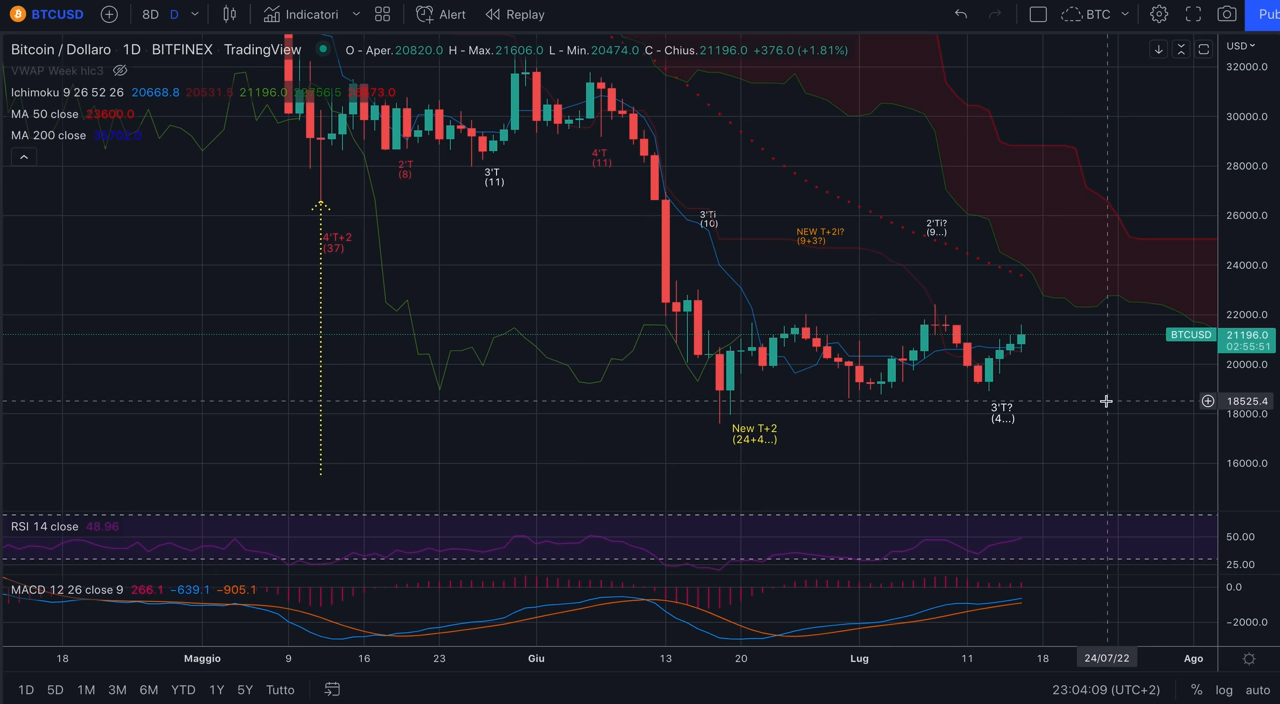 BTCUSD 8D D Indicatori Alert Replay BTC Pub
Bitcoin / Dollaro 1D BITFINEX TradingView O - Aper.20820.0 H - Max.21606.0 L - Min.20474.0 C - Chius.21196.0 +376.0 (+1.81%) USD
VWAP Week hlc3
Ichimoku 9 26 52 26 20668.8 20531.5 21196.0
MA 50 close 23600.0
MA 200 close
32000.0
30000.0
28000.0
26000.0
24000.0
22000.0
BTCUSD 21196.0
02:55:51
20000.0
18525.4
18000.0
16000.0
2'T
(8)
3'T
(11)
4'T
(11)
4'T+2
(37)
3'Ti
(10)
NEW T+2I?
(9+3?)
2'Ti?
(9...)
New T+2
(24+4...)
3'T?
(4...)
RSI 14 close 48.96
50.00
25.00
MACD 12 26 close 9 266.1 −639.1 −905.1
0.0
−2000.0
18 Maggio 9 16 23 Giu 13 20 Lug 11 18 24/07/22 Ago
1D 5D 1M 3M 6M YTD 1Y 5Y Tutto 23:04:09 (UTC+2) % log auto